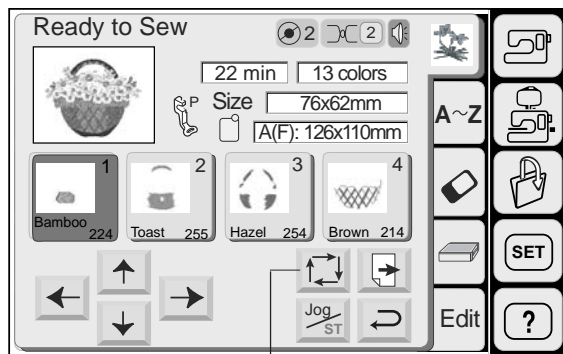 Ready to Sew
2
2
22 min
13 colors
P
Size
76x62mm
A(F): 126x110mm
A~Z
1
2
3
4
Bamboo
224
Toast
255
Hazel
254
Brown
214
SET
Jog/ST
Edit
?